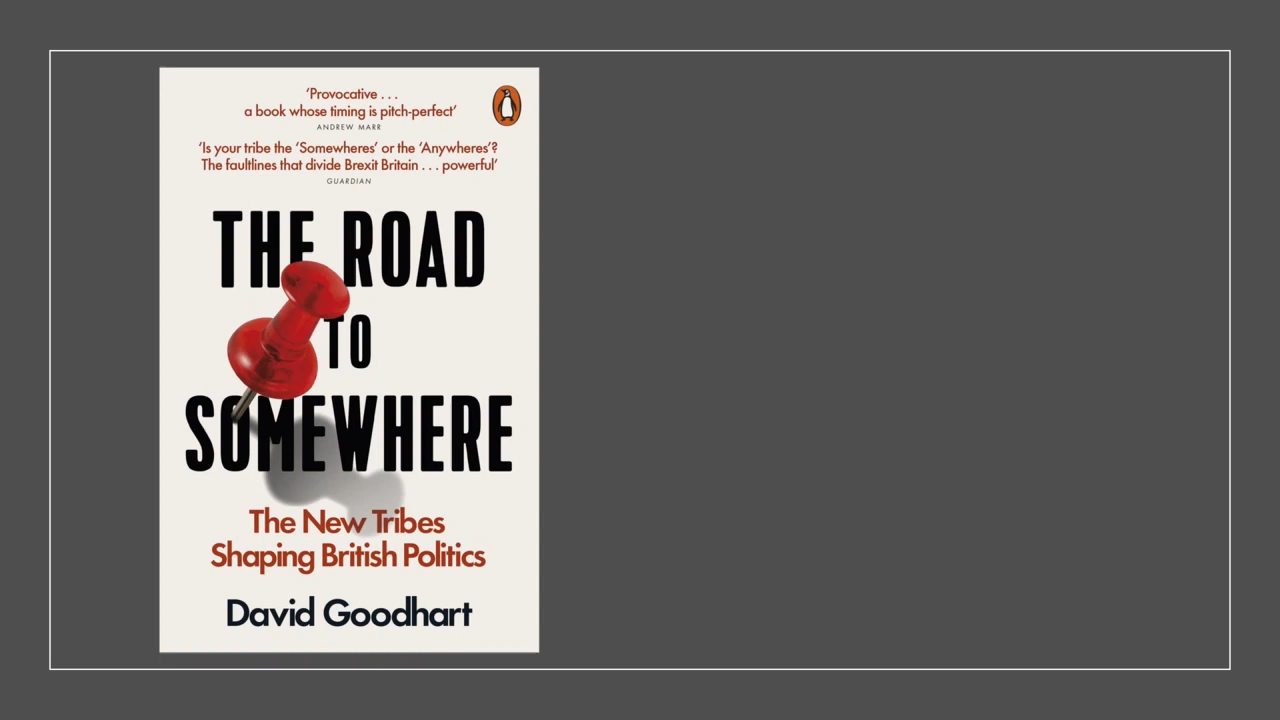 ‘Provocative . . .
a book whose timing is pitch-perfect’
ANDREW MARR
‘Is your tribe the ‘Somewheres’ or the ‘Anywheres’?
The faultlines that divide Brexit Britain . . . powerful’
GUARDIAN
THE ROAD
TO
SOMEWHERE
The New Tribes
Shaping British Politics
David Goodhart